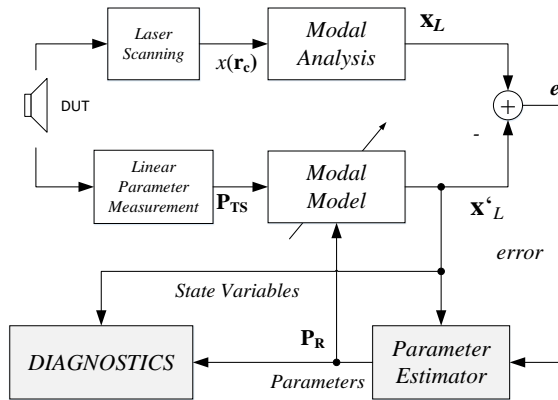 Laser
Scanning
x(r_c)
Modal
Analysis
x_L
DUT
+
e
-
Linear
Parameter
Measurement
P_TS
Modal
Model
x‘_L
error
State Variables
DIAGNOSTICS
P_R
Parameters
Parameter
Estimator